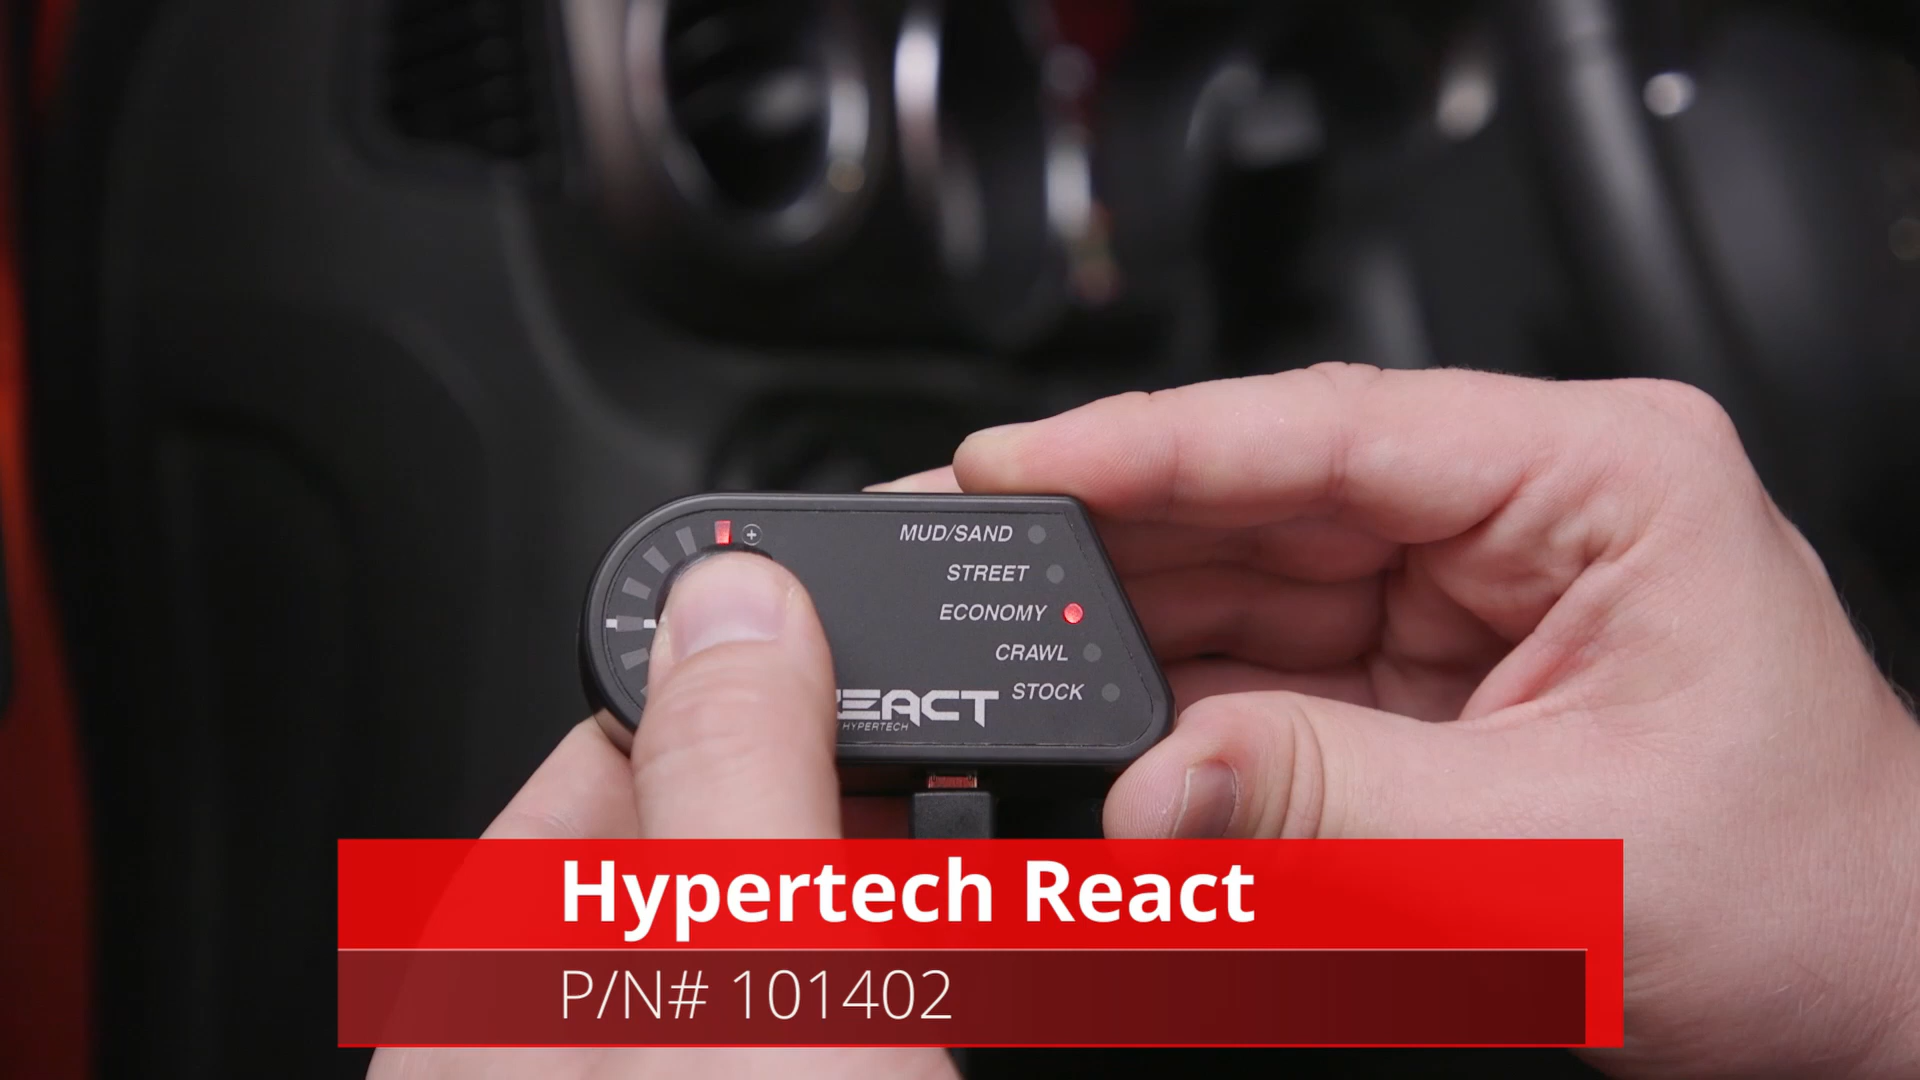 MUD/SAND
STREET
ECONOMY
CRAWL
STOCK
HYPERTECH
Hypertech React
P/N# 101402